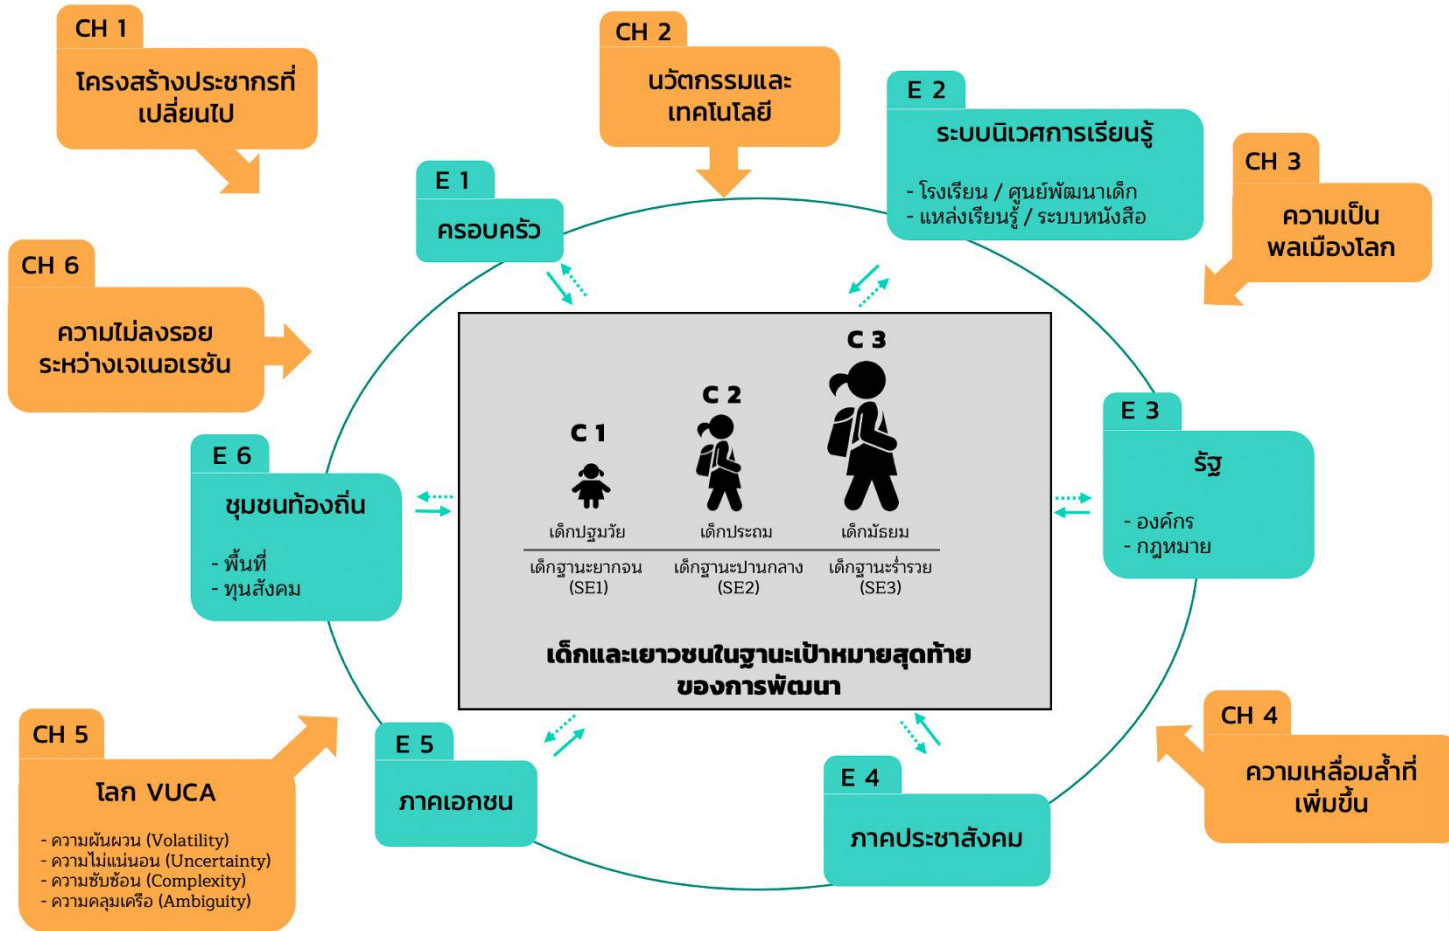 CH 1
โครงสร้างประชากรที่
เปลี่ยนไป
CH 2
นวัตกรรมและ
เทคโนโลยี
E 2
ระบบนิเวศการเรียนรู้
- โรงเรียน / ศูนย์พัฒนาเด็ก
- แหล่งเรียนรู้ / ระบบหนังสือ
CH 3
ความเป็น
พลเมืองโลก
E 1
ครอบครัว
CH 6
ความไม่ลงรอย
ระหว่างเจเนอเรชัน
C 1
C 2
C 3
เด็กปฐมวัย
เด็กประถม
เด็กมัธยม
เด็กฐานะยากจน
(SE1)
เด็กฐานะปานกลาง
(SE2)
เด็กฐานะร่ำรวย
(SE3)
เด็กและเยาวชนในฐานะเป้าหมายสุดท้าย
ของการพัฒนา
E 3
รัฐ
- องค์กร
- กฎหมาย
E 6
ชุมชนท้องถิ่น
- พื้นที่
- ทุนสังคม
CH 5
โลก VUCA
- ความผันผวน (Volatility)
- ความไม่แน่นอน (Uncertainty)
- ความซับซ้อน (Complexity)
- ความคลุมเครือ (Ambiguity)
E 5
ภาคเอกชน
E 4
ภาคประชาสังคม
CH 4
ความเหลื่อมล้ำที่
เพิ่มขึ้น